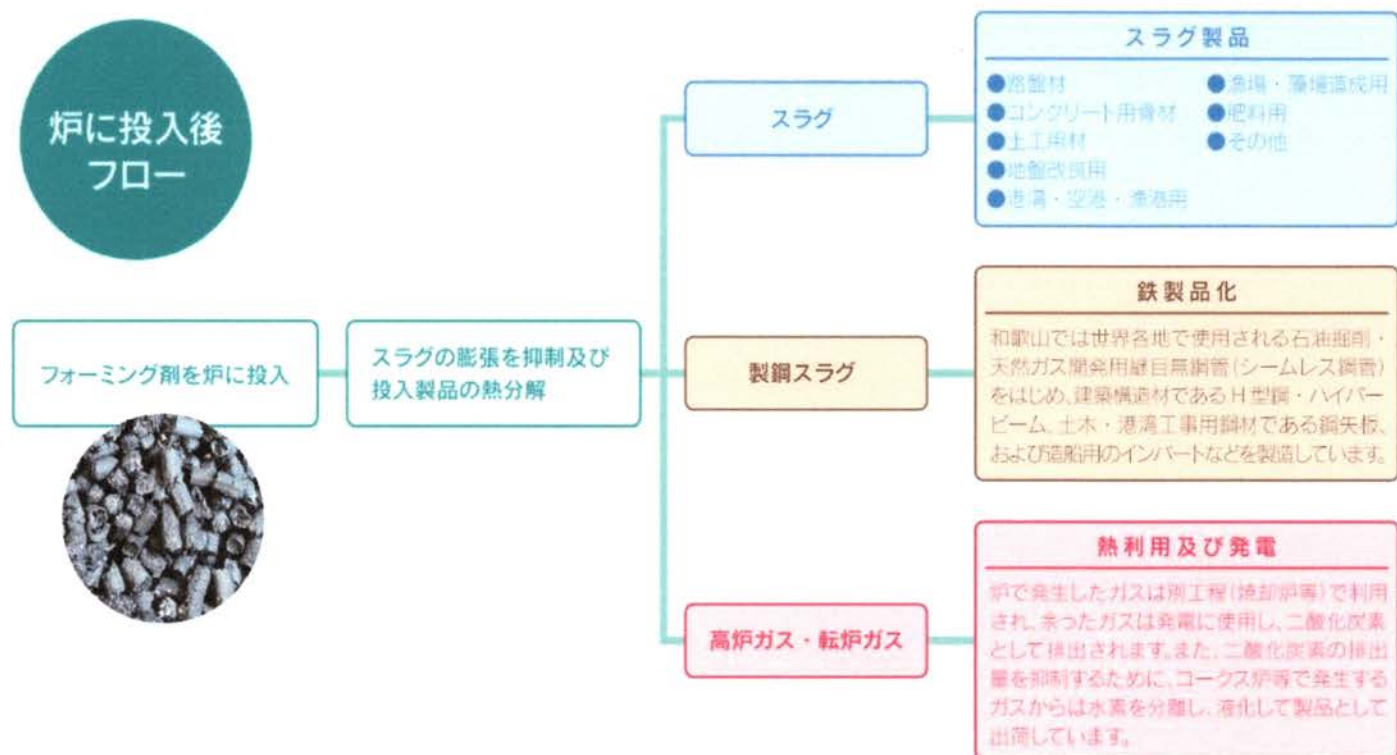 炉に投入後
フロー
フォーミング剤を炉に投入
スラグの膨張を抑制及び
投入製品の熱分解
スラグ
スラグ製品
●路盤材
●コンクリート用骨材
●土工用材
●地盤改良用
●港湾・空港・漁港用
●漁場・藻場造成用
●肥料用
●その他
製鋼スラグ
鉄製品化
和歌山では世界各地で使用される石油掘削・
天然ガス開発用継目無鋼管(シームレス鋼管)
をはじめ、建築構造材であるH型鋼・ハイパー
ビーム、土木・港湾工事用鋼材である鋼矢板、
および造船用のインバートなどを製造しています。
高炉ガス・転炉ガス
熱利用及び発電
炉で発生したガスは別工程(焼却炉等)で利用
され、余ったガスは発電に使用し、二酸化炭素
として排出されます。また、二酸化炭素の排出
量を抑制するために、コークス炉等で発生する
ガスからは水素を分離し、液化して製品として
出荷しています。